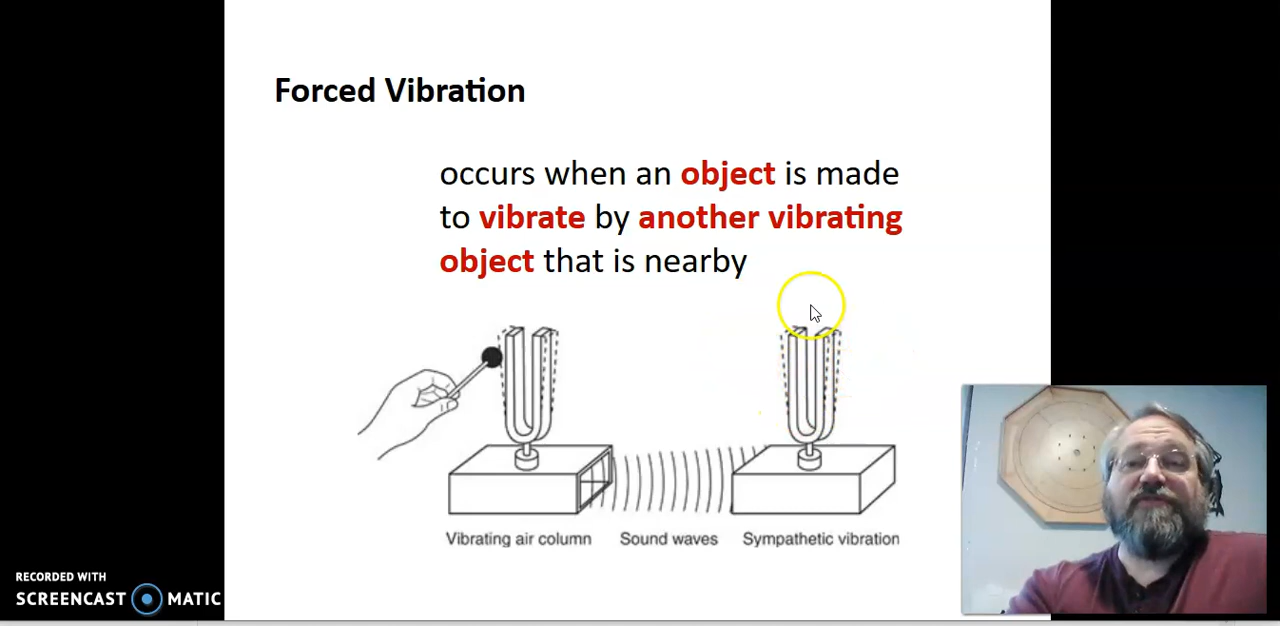 Forced Vibration
occurs when an object is made
to vibrate by another vibrating
object that is nearby
Vibrating air column Sound waves Sympathetic vibration
RECORDED WITH
SCREENCAST MATIC